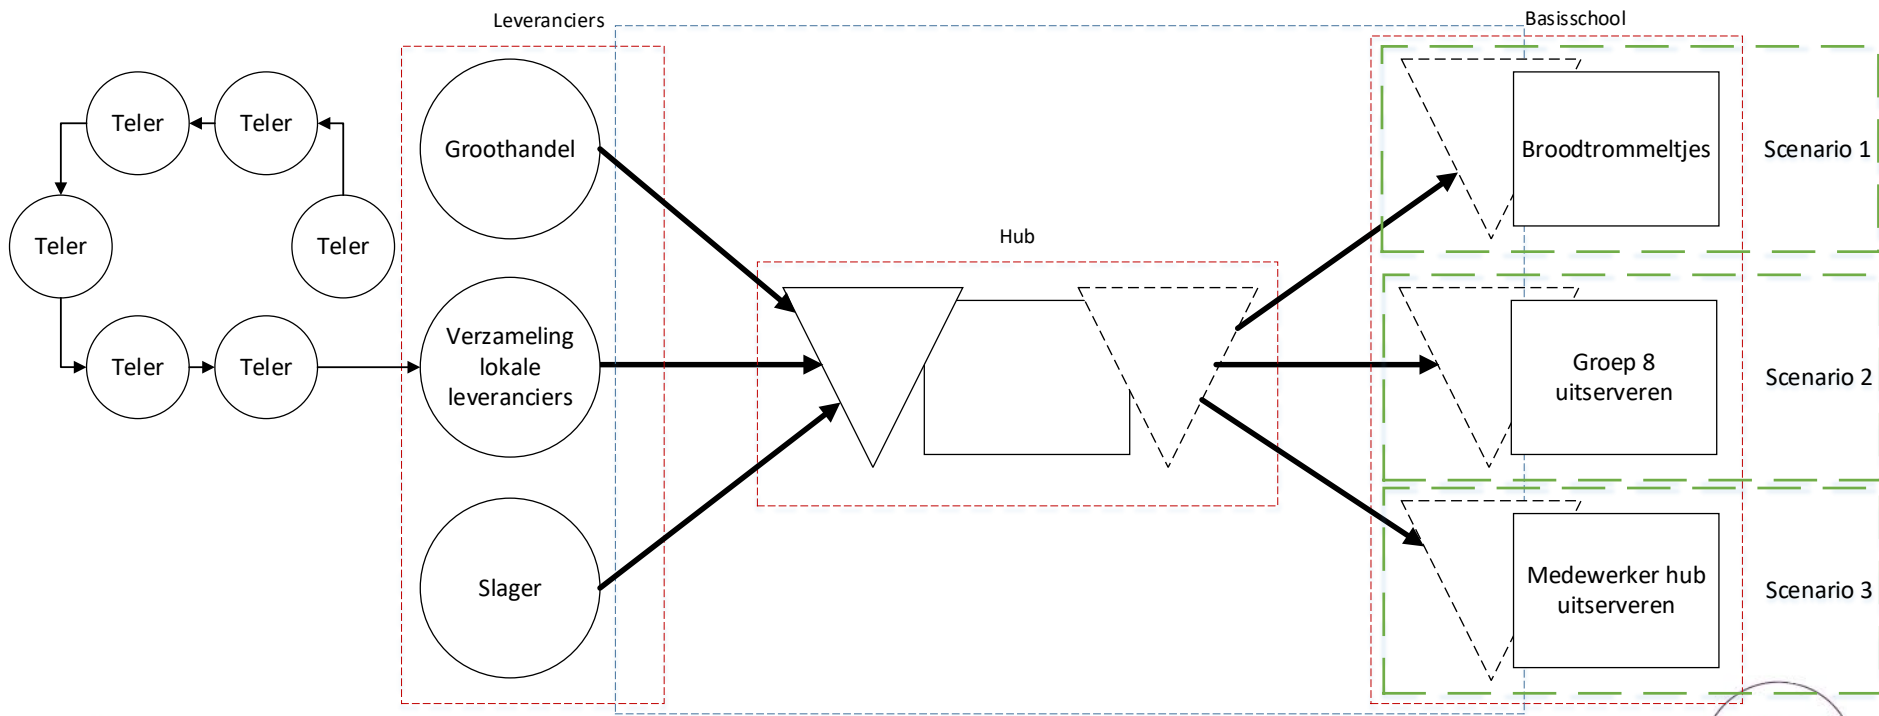 Leveranciers
Basisschool
Teler
Teler
Groothandel
Broodtrommeltjes
Scenario 1
Teler
Teler
Hub
Verzameling
lokale
leveranciers
Teler
Teler
Groep 8
uitserveren
Scenario 2
Slager
Medewerker hub
uitserveren
Scenario 3